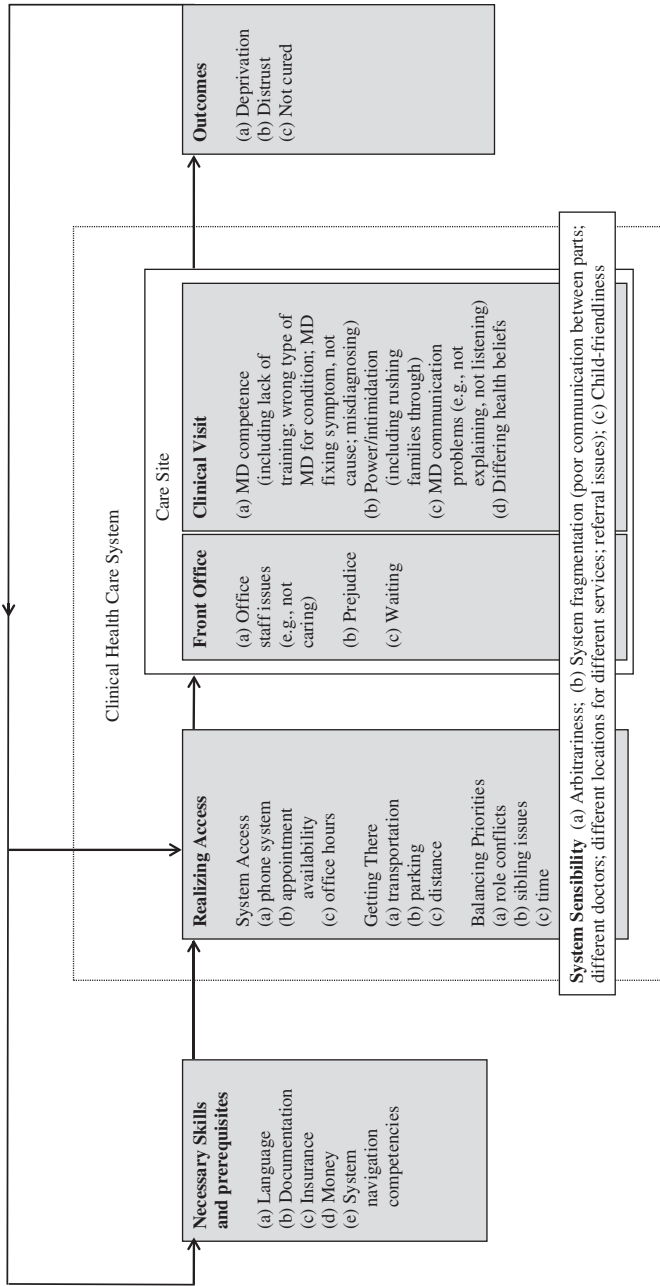 Clinical Health Care System
Care Site
Necessary Skills
and prerequisites
(a) Language
(b) Documentation
(c) Insurance
(d) Money
(e) System
navigation
competencies
Realizing Access
System Access
(a) phone system
(b) appointment
availability
(c) office hours
Getting There
(a) transportation
(b) parking
(c) distance
Balancing Priorities
(a) role conflicts
(b) sibling issues
(c) time
Front Office
(a) Office
staff issues
(e.g., not
caring)
(b) Prejudice
(c) Waiting
Clinical Visit
(a) MD competence
(including lack of
training; wrong type of
MD for condition; MD
fixing symptom, not
cause; misdiagnosing)
(b) Power/intimidation
(including rushing
families through)
(c) MD communication
problems (e.g., not
explaining, not listening)
(d) Differing health beliefs
Outcomes
(a) Deprivation
(b) Distrust
(c) Not cured
System Sensibility (a) Arbitrariness; (b) System fragmentation (poor communication between parts;
different doctors; different locations for different services; referral issues); (c) Child-friendliness